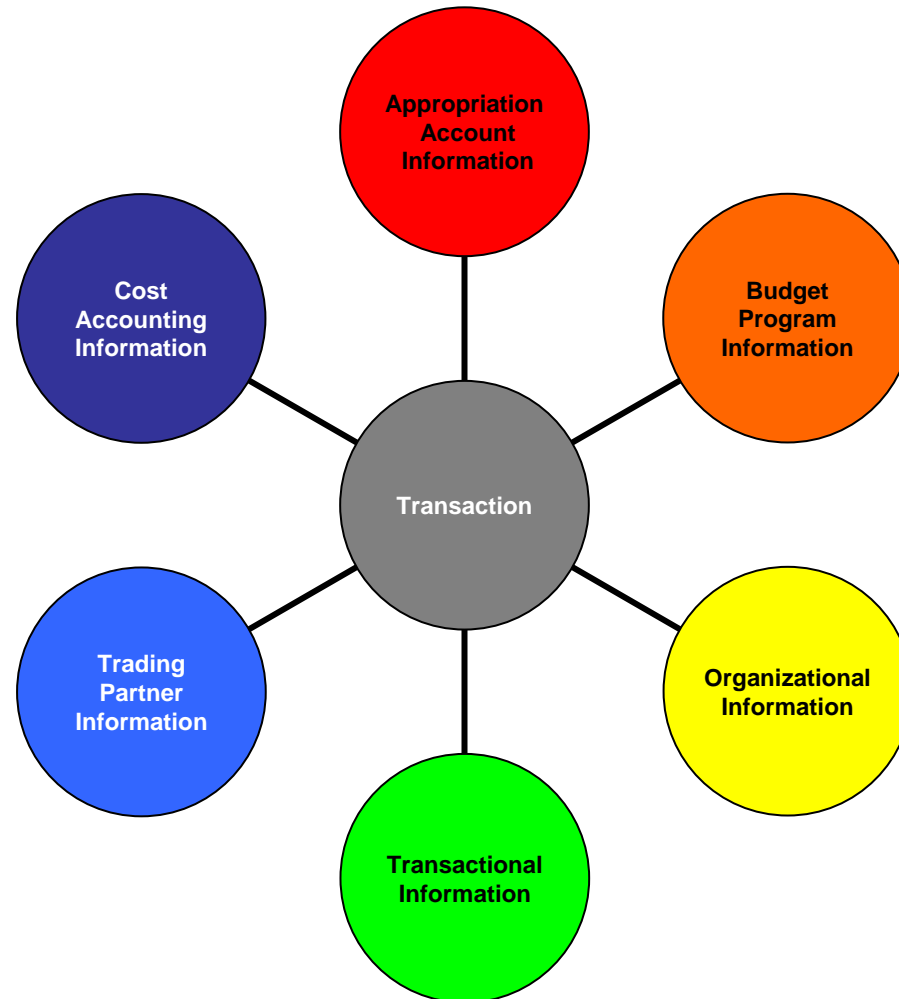 Appropriation
Account
Information
Cost
Accounting
Information
Budget
Program
Information
Transaction
Trading
Partner
Information
Organizational
Information
Transactional
Information